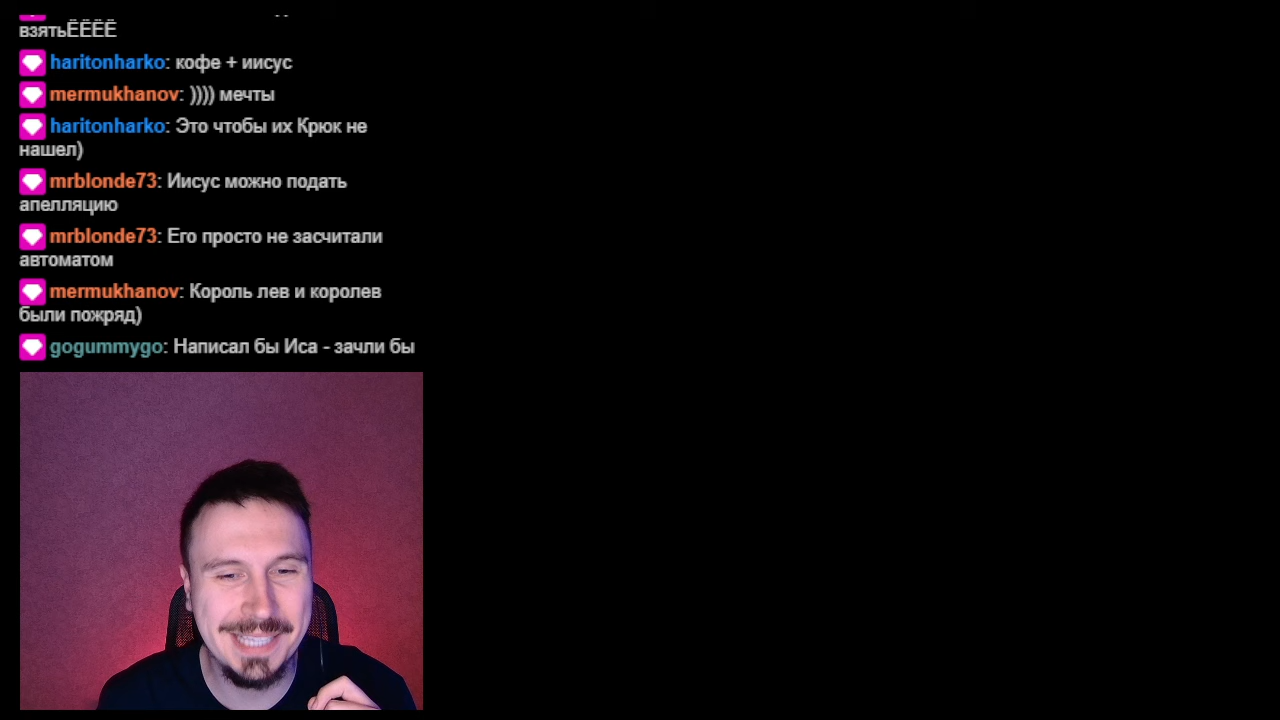 взятьЁЁЁЁ
haritonharko: кофе + иисус
mermukhanov: )))) мечты
haritonharko: Это чтобы их Крюк не
нашел)
mrblonde73: Иисус можно подать
апелляцию
mrblonde73: Его просто не засчитали
автоматом
mermukhanov: Король лев и королев
были пожряд)
gogummygo: Написал бы Иса - зачли бы